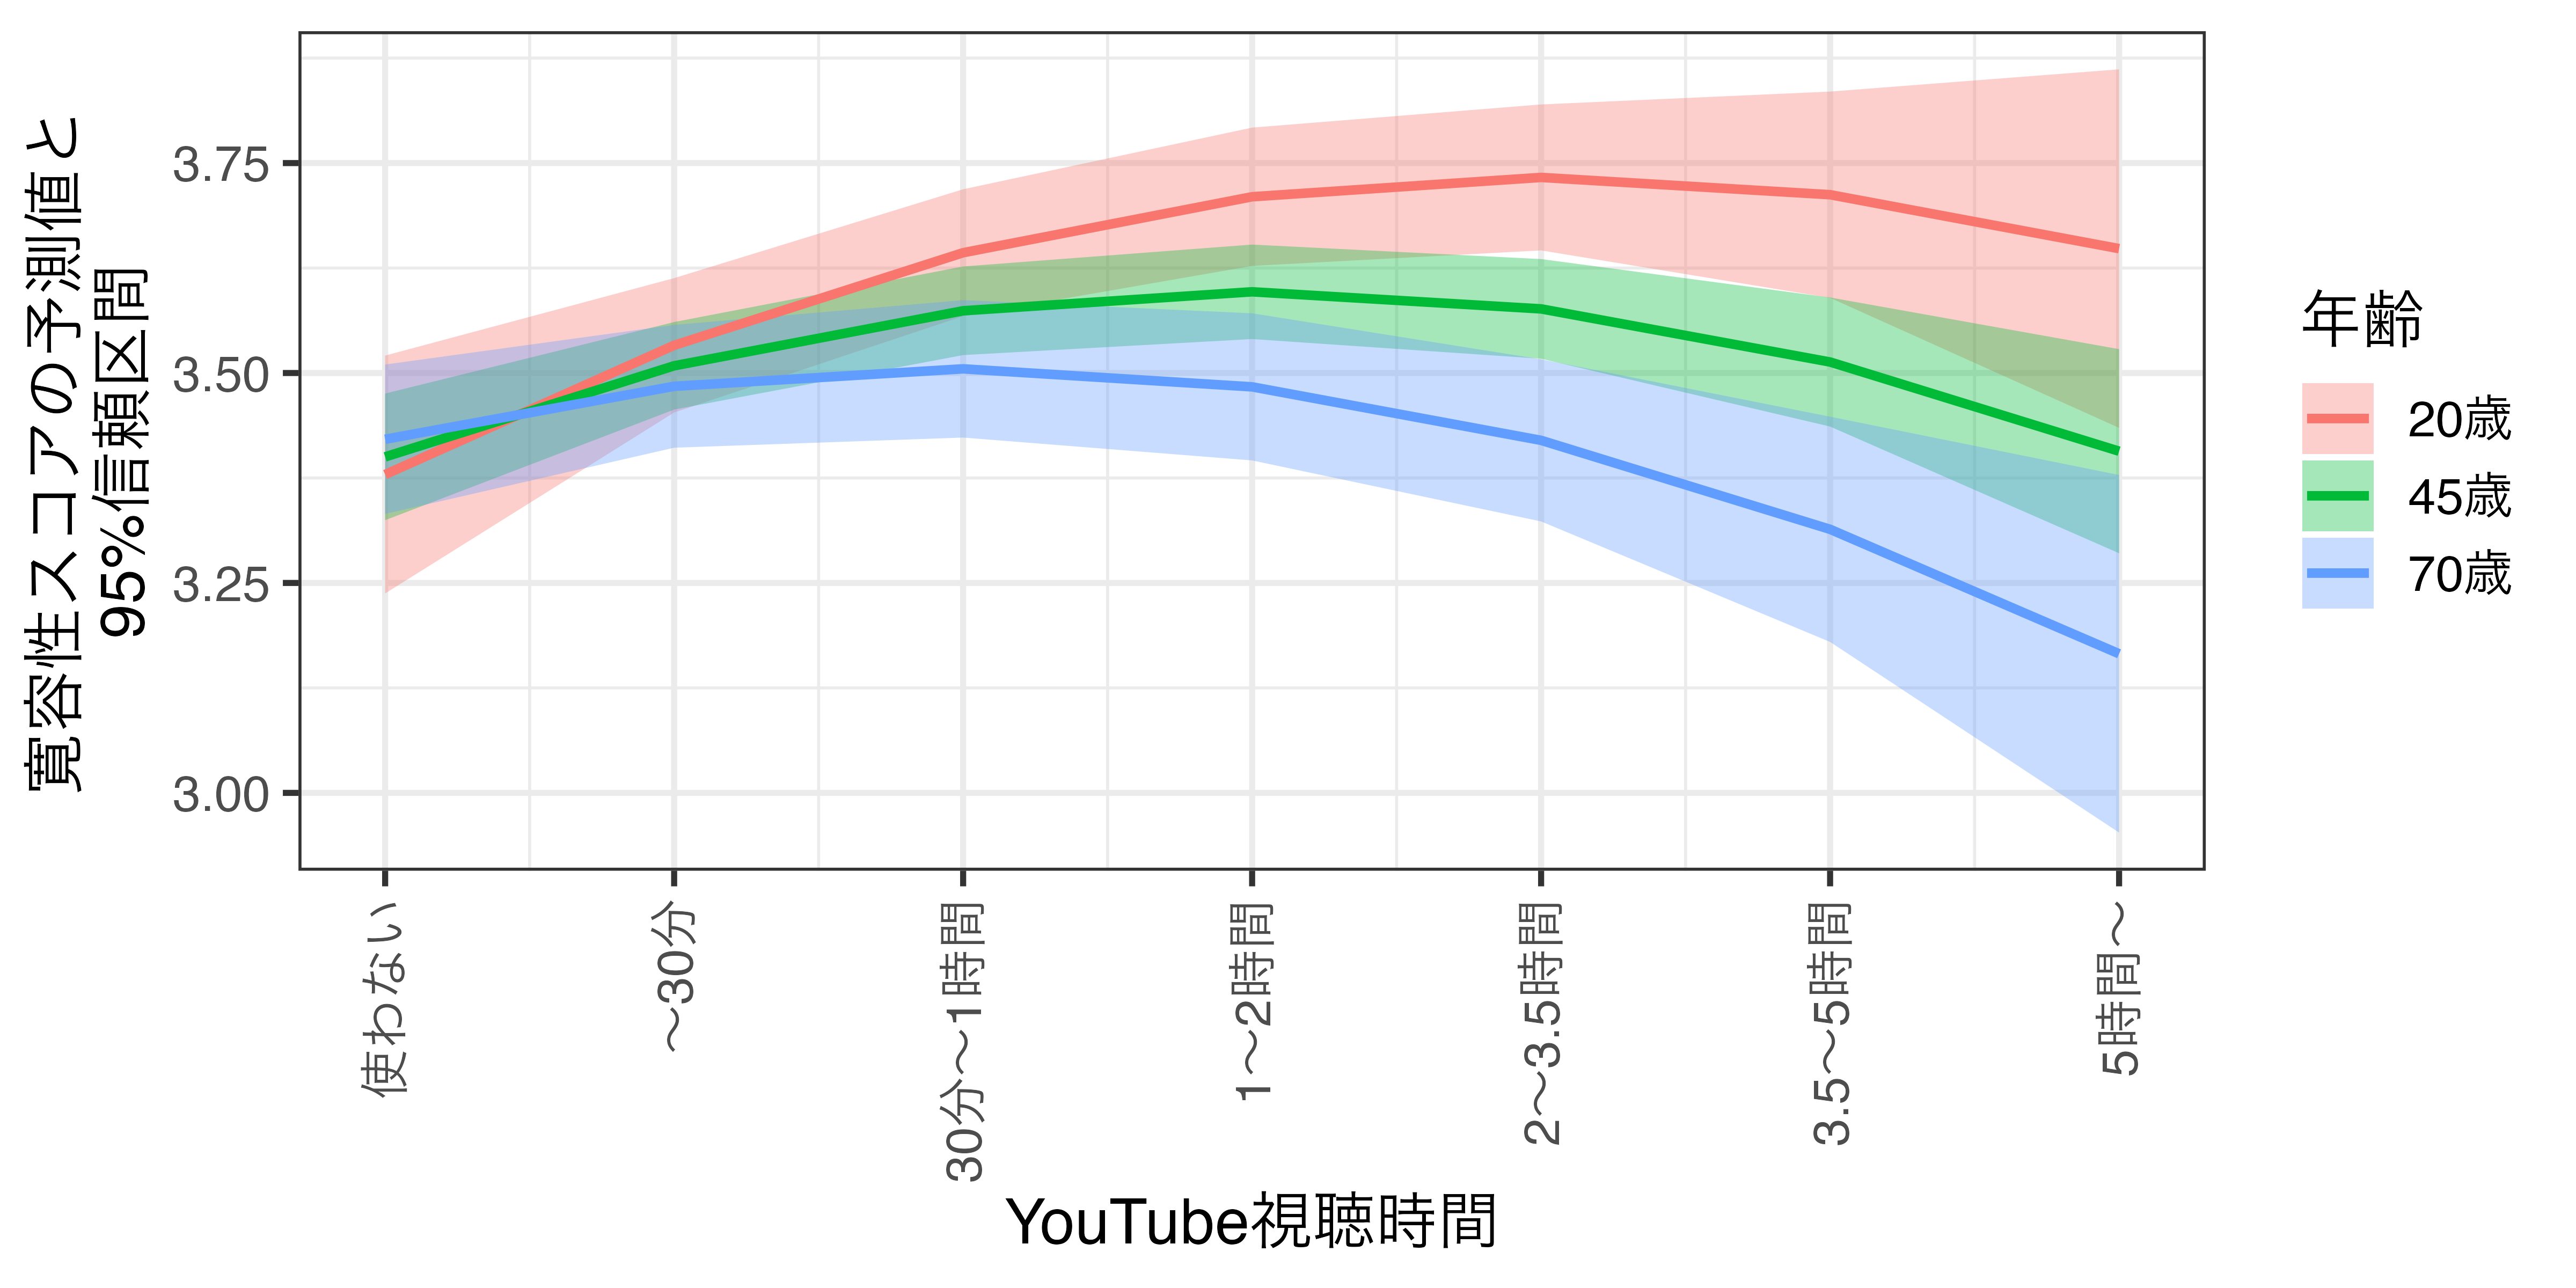 寛容性スコアの予測値と
95%信頼区間
3.75
3.50
3.25
3.00
使わない
～30分
30分～1時間
1～2時間
2～3.5時間
3.5～5時間
5時間～
YouTube視聴時間
年齢
20歳
45歳
70歳